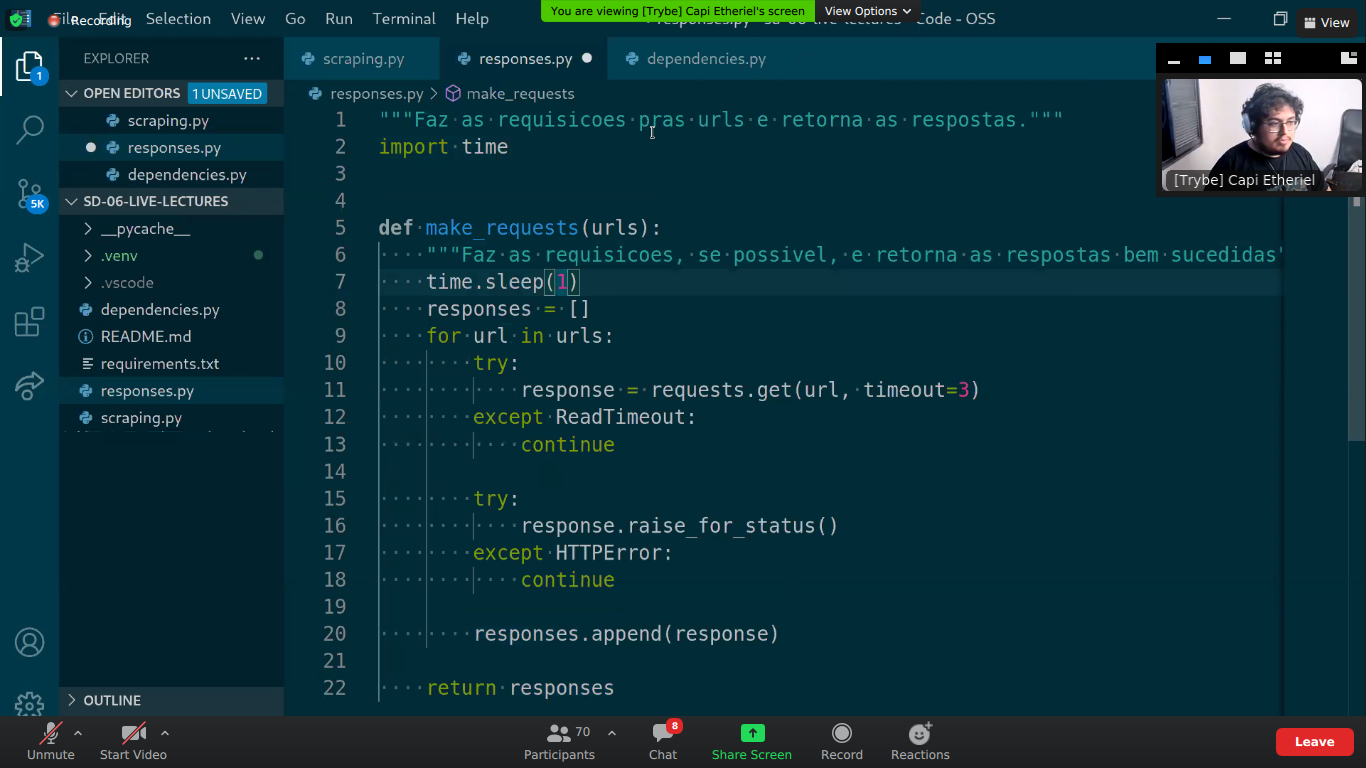 File Edit Selection View Go Run Terminal Help
Recording
You are viewing [Trybe] Capi Etheriel's screen
View Options
Code - OSS
View
EXPLORER
scraping.py
responses.py
dependencies.py
OPEN EDITORS 1 UNSAVED
scraping.py
responses.py
dependencies.py
SD-06-LIVE-LECTURES
__pycache__
.venv
.vscode
dependencies.py
README.md
requirements.txt
responses.py
scraping.py
OUTLINE
1
5K
responses.py > make_requests
1 """Faz as requisicoes pras urls e retorna as respostas."""
2 import time
3
4
5 def make_requests(urls):
6 """Faz as requisicoes, se possivel, e retorna as respostas bem sucedidas"
7 time.sleep(1)
8 responses = []
9 for url in urls:
10 try:
11 response = requests.get(url, timeout=3)
12 except ReadTimeout:
13 continue
14
15 try:
16 response.raise_for_status()
17 except HTTPError:
18 continue
19
20 responses.append(response)
21
22 return responses
[Trybe] Capi Etheriel
Unmute
Start Video
Participants 70
Chat 8
Share Screen
Record
Reactions
Leave